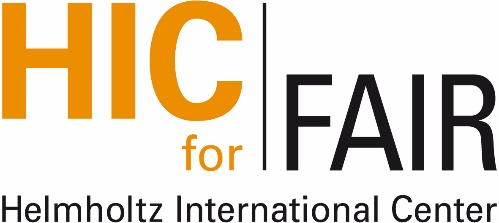 HIC
for FAIR
Helmholtz International Center